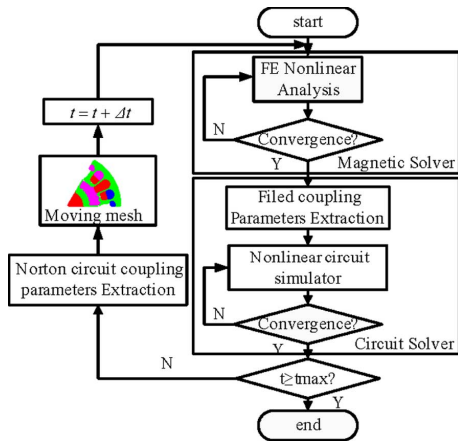 start
FE Nonlinear
Analysis
N
Convergence?
Y
Magnetic Solver
Filed coupling
Parameters Extraction
Nonlinear circuit
simulator
N
Convergence?
Y
Circuit Solver
t≥tmax?
N
Y
end
Norton circuit coupling
parameters Extraction
Moving mesh
t = t + Δt